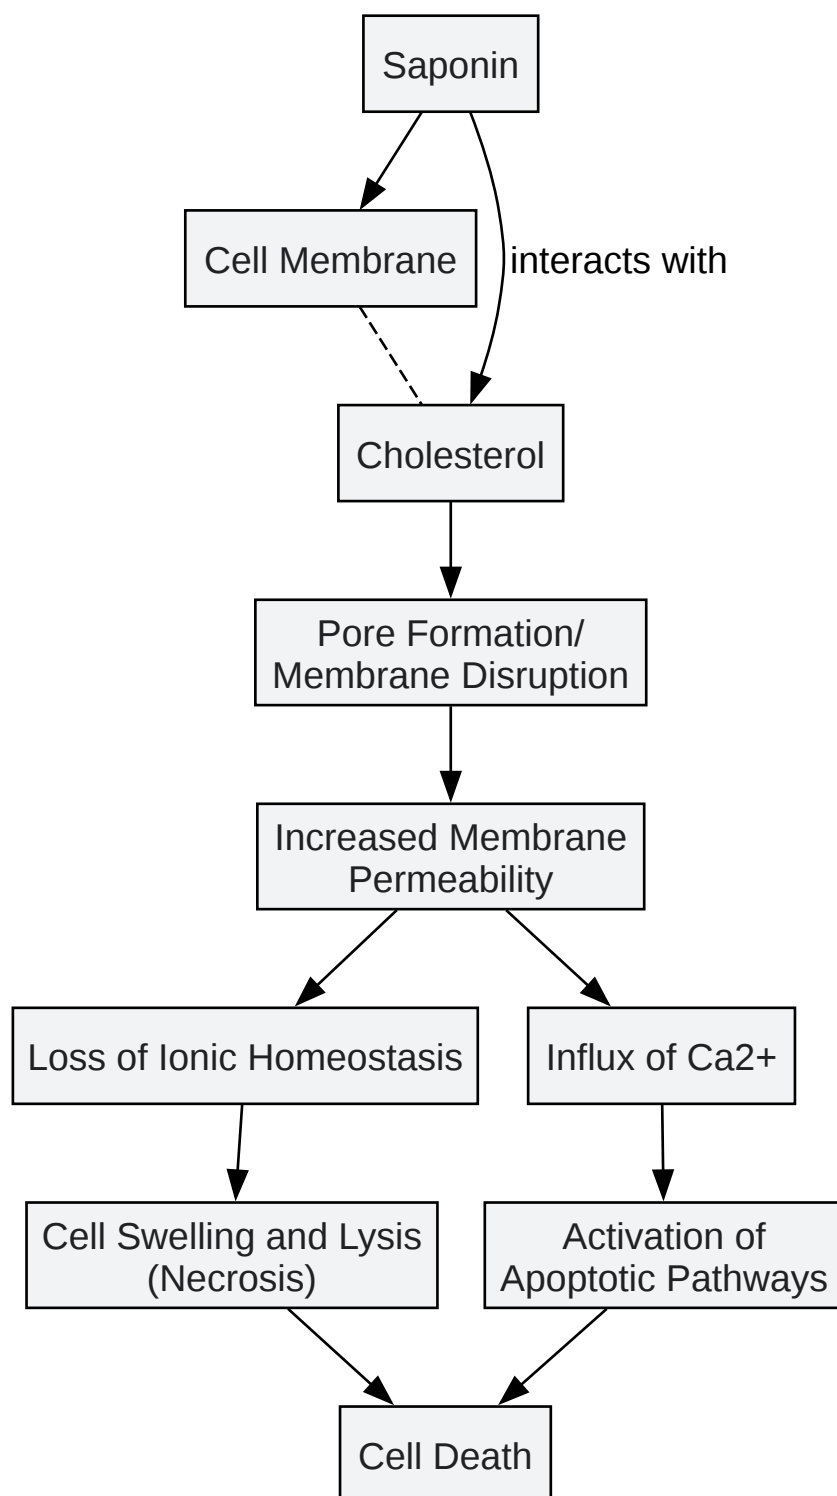 Saponin
Cell Membrane
interacts with
Cholesterol
Pore Formation/
Membrane Disruption
Increased Membrane
Permeability
Loss of Ionic Homeostasis
Influx of Ca2+
Cell Swelling and Lysis
(Necrosis)
Activation of
Apoptotic Pathways
Cell Death